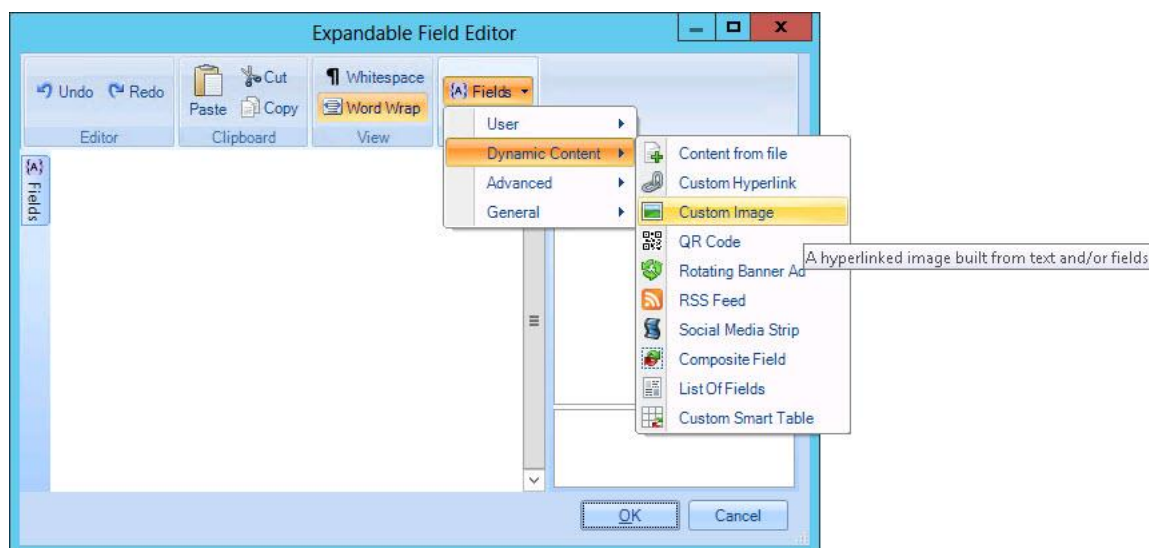 Expandable Field Editor
Undo Redo
Paste
Cut
Copy
Whitespace
Word Wrap
{A} Fields
Editor
Clipboard
View
{A} Fields
User
Dynamic Content
Advanced
General
Content from file
Custom Hyperlink
Custom Image
QR Code
Rotating Banner Ad
RSS Feed
Social Media Strip
Composite Field
List Of Fields
Custom Smart Table
A hyperlinked image built from text and/or fields
OK
Cancel